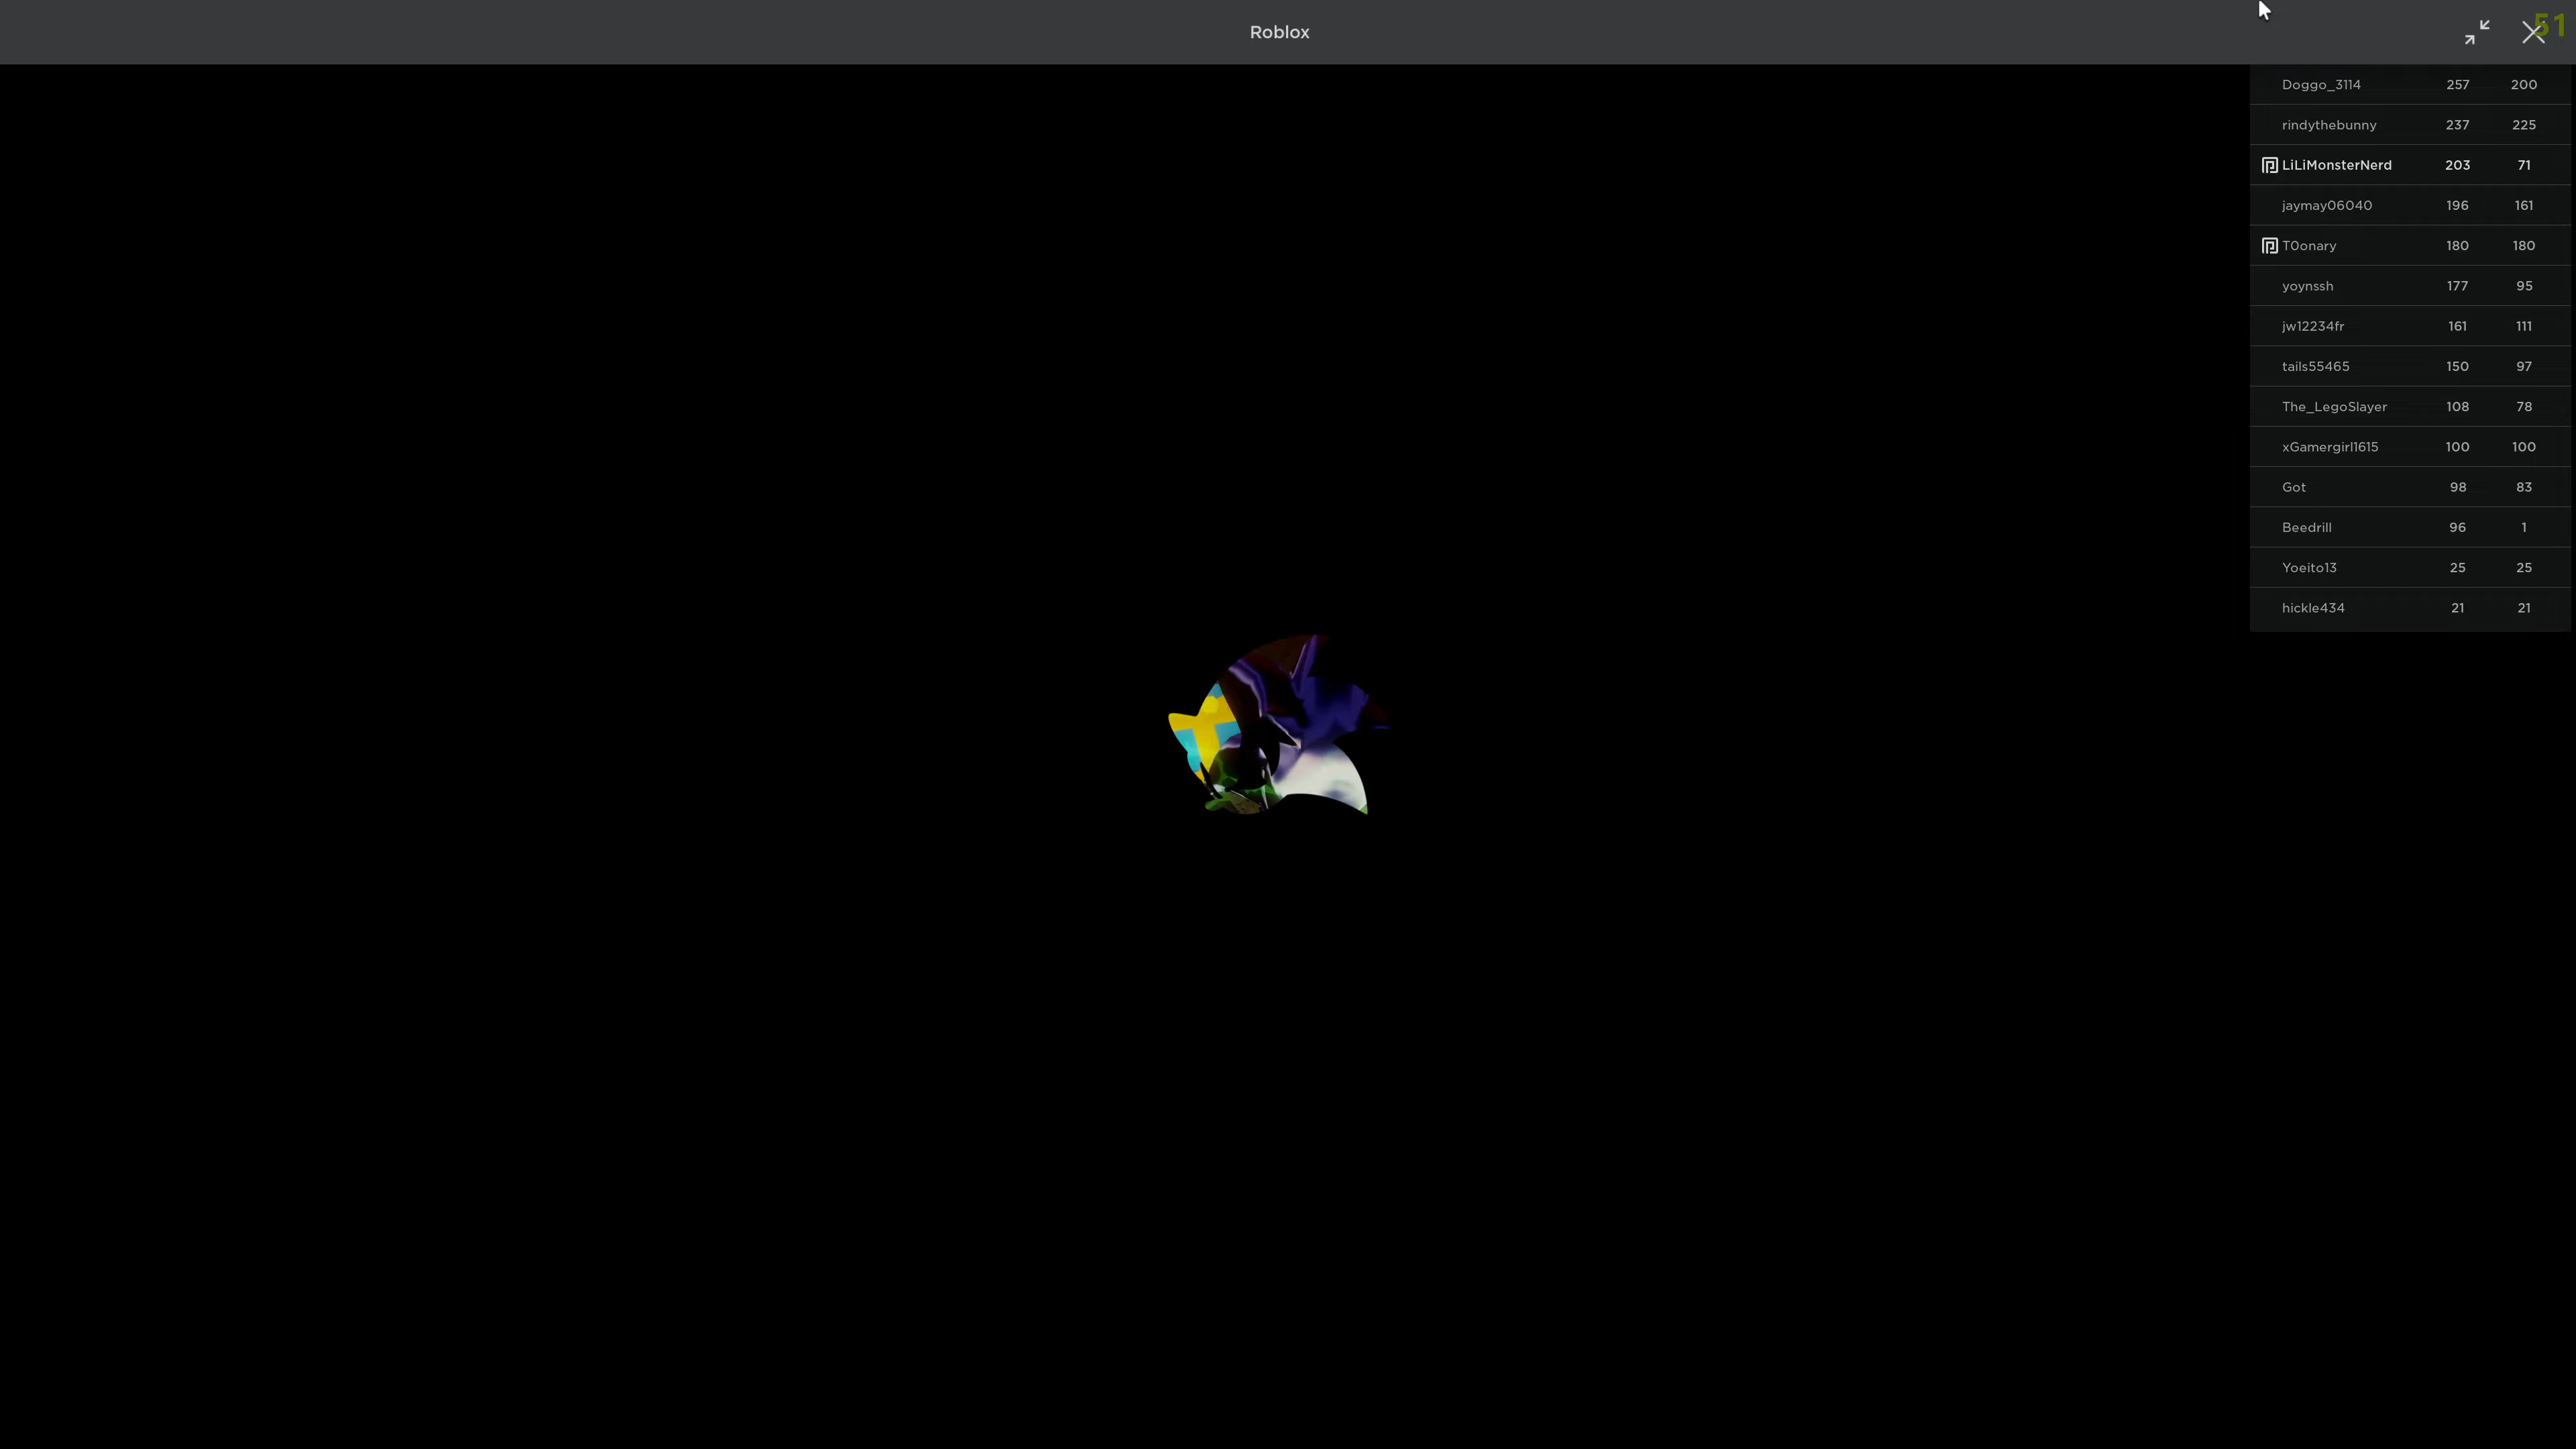 Roblox
51
Doggo_3114 257 200
rindythebunny 237 225
LiLiMonsterNerd 203 71
jaymay06040 196 161
T0onary 180 180
yoynssh 177 95
jw12234fr 161 111
tails55465 150 97
The_LegoSlayer 108 78
xGamergirl1615 100 100
Got 98 83
Beedrill 96 1
Yoeito13 25 25
hickle434 21 21